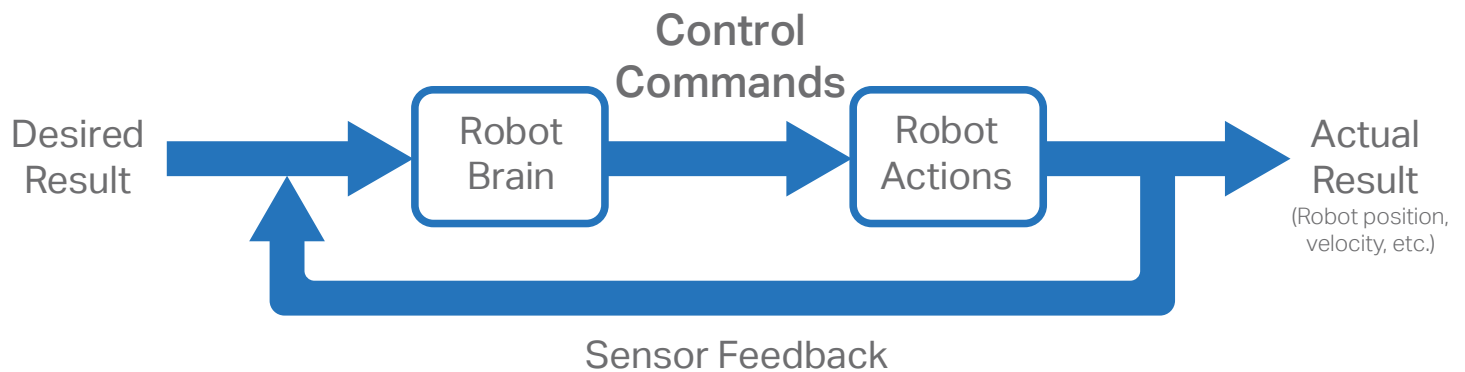 Control
Commands
Desired
Result
Robot
Brain
Robot
Actions
Actual
Result
(Robot position,
velocity, etc.)
Sensor Feedback